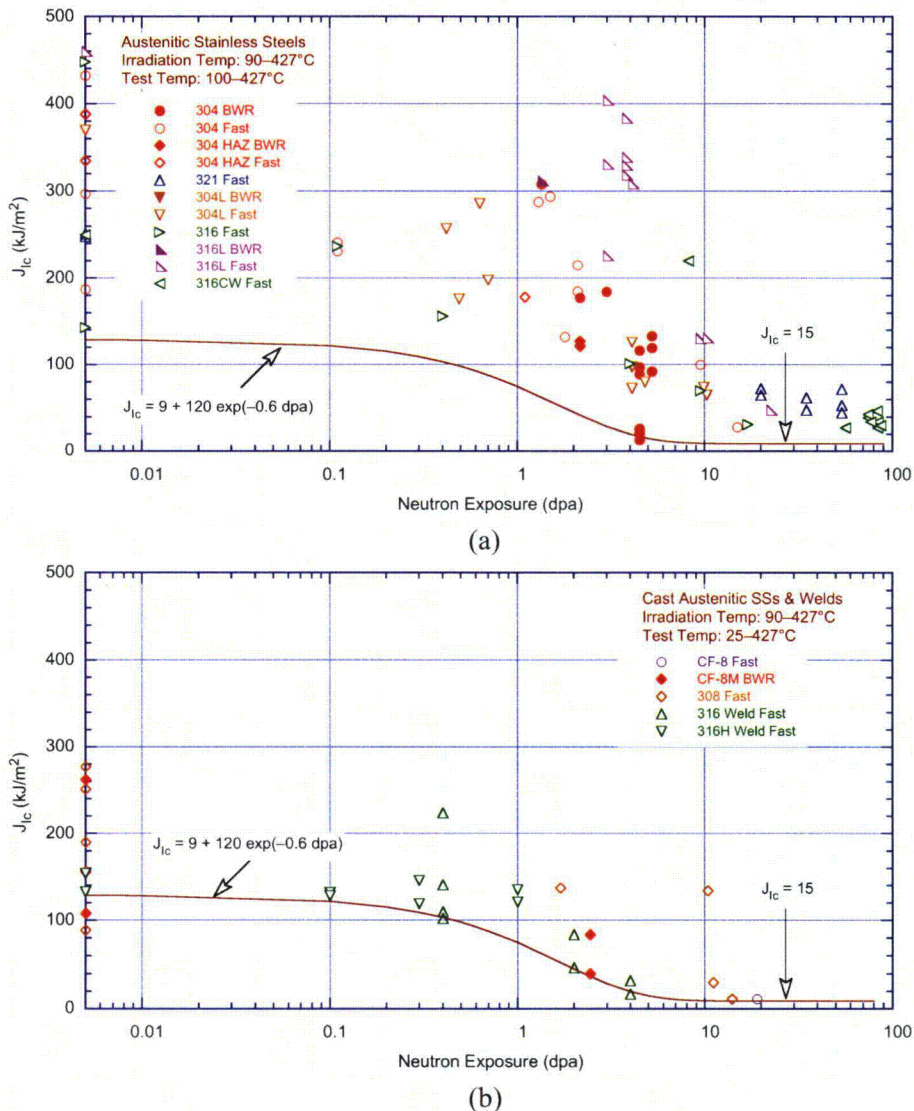 500
400
300
200
100
0
J_Ic (kJ/m²)
Austenitic Stainless Steels
Irradiation Temp: 90–427°C
Test Temp: 100–427°C
304 BWR
304 Fast
304 HAZ BWR
304 HAZ Fast
321 Fast
304L BWR
304L Fast
316 Fast
316L BWR
316L Fast
316CW Fast
J_Ic = 15
J_Ic = 9 + 120 exp(−0.6 dpa)
0.01 0.1 1 10 100
Neutron Exposure (dpa)
(a)
500
400
300
200
100
0
J_Ic (kJ/m²)
Cast Austenitic SSs & Welds
Irradiation Temp: 90–427°C
Test Temp: 25–427°C
CF-8 Fast
CF-8M BWR
308 Fast
316 Weld Fast
316H Weld Fast
J_Ic = 9 + 120 exp(−0.6 dpa)
J_Ic = 15
0.01 0.1 1 10 100
Neutron Exposure (dpa)
(b)